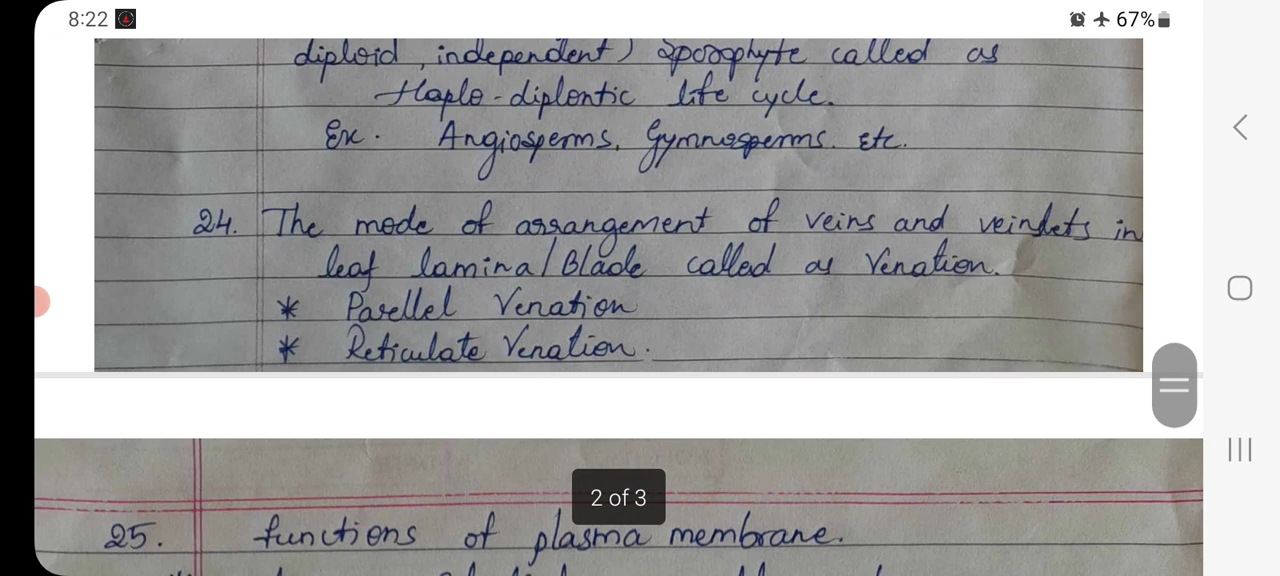 8:22
67%
diploid, independent) sporophyte called as
Haplo-diplontic life cycle.
Ex. Angiosperms, Gymnosperms. Etc.
24. The mode of arrangement of veins and veinlets in
leaf lamina/Blade called as Venation.
* Parellel Venation
* Reticulate Venation.
2 of 3
25. functions of plasma membrane.